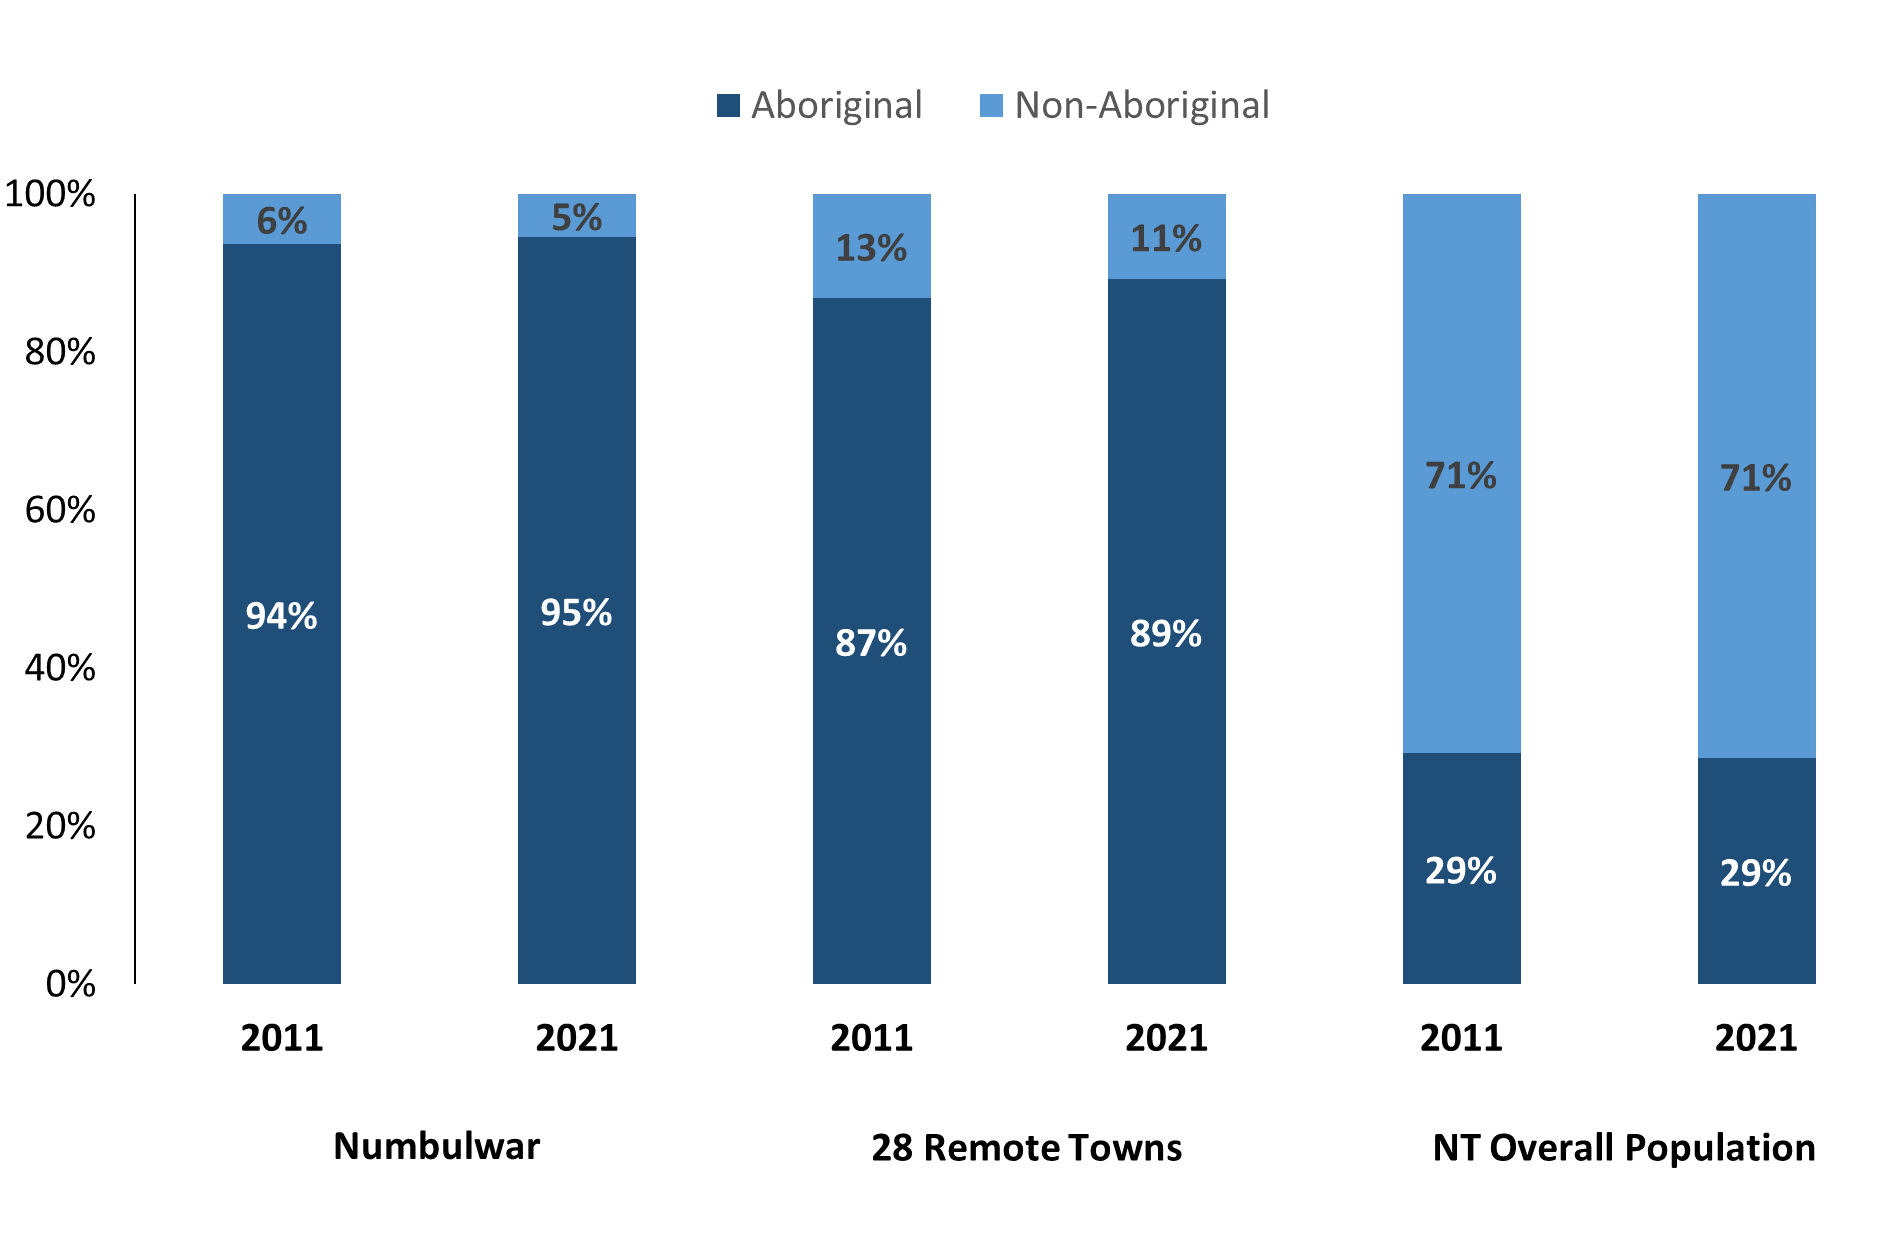 Aboriginal Non-Aboriginal
100%
80%
60%
40%
20%
0%
6% 5% 13% 11% 71% 71%
94% 95% 87% 89% 29% 29%
2011 2021 2011 2021 2011 2021
Numbulwar 28 Remote Towns NT Overall Population